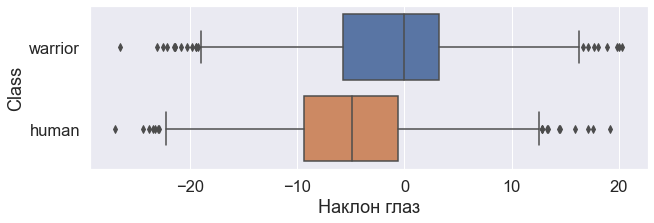 Class
warrior
human
−20 −10 0 10 20
Наклон глаз